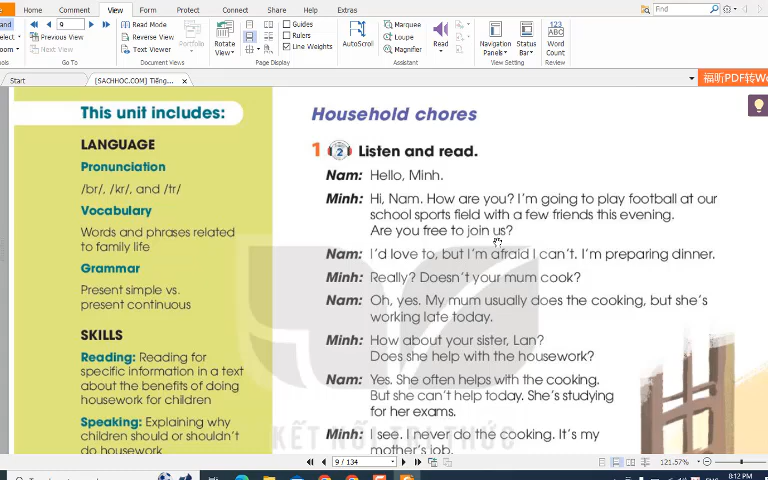 Home Comment View Form Protect Connect Share Help Extras
9
Read Mode
Reverse View
Text Viewer
Previous View
Go To
Document Views
Portfolio
Rotate View
Guides
Rulers
Line Weights
Page Display
AutoScroll
Marquee
Loupe
Magnifier
Assistant
Read
Navigation Panels
Status Bar
View Setting
123
ABC
Word Count
Review
Find
Start
[SACHHOC.COM] Tiếng...
福昕PDF转Wo
This unit includes:
LANGUAGE
Pronunciation
/br/, /kr/, and /tr/
Vocabulary
Words and phrases related
to family life
Grammar
Present simple vs.
present continuous
SKILLS
Reading: Reading for
specific information in a text
about the benefits of doing
housework for children
Speaking: Explaining why
children should or shouldn't
do housework
Household chores
1 2 Listen and read.
Nam: Hello, Minh.
Minh: Hi, Nam. How are you? I'm going to play football at our
school sports field with a few friends this evening.
Are you free to join us?
Nam: I'd love to, but I'm afraid I can't. I'm preparing dinner.
Minh: Really? Doesn't your mum cook?
Nam: Oh, yes. My mum usually does the cooking, but she's
working late today.
Minh: How about your sister, Lan?
Does she help with the housework?
Nam: Yes. She often helps with the cooking.
But she can't help today. She's studying
for her exams.
Minh: I see. I never do the cooking. It's my
mother's job.
KẾT NỐI TRI THỨC
9 / 134
121.57%
8:12 PM